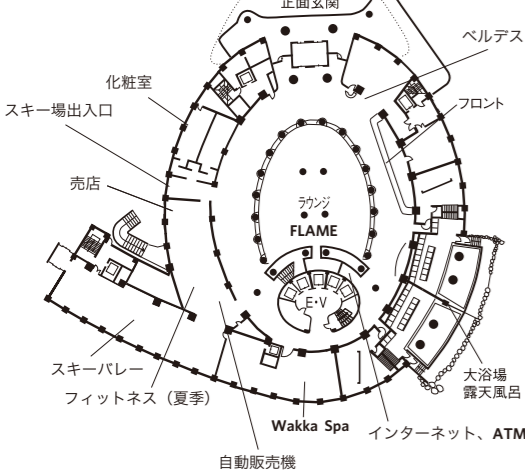 正面玄関
ベルデス
化粧室
フロント
スキー場出入口
売店
ラウンジ
FLAME
E・V
スキーバレー
フィットネス（夏季）
大浴場
露天風呂
Wakka Spa
インターネット、ATM
自動販売機